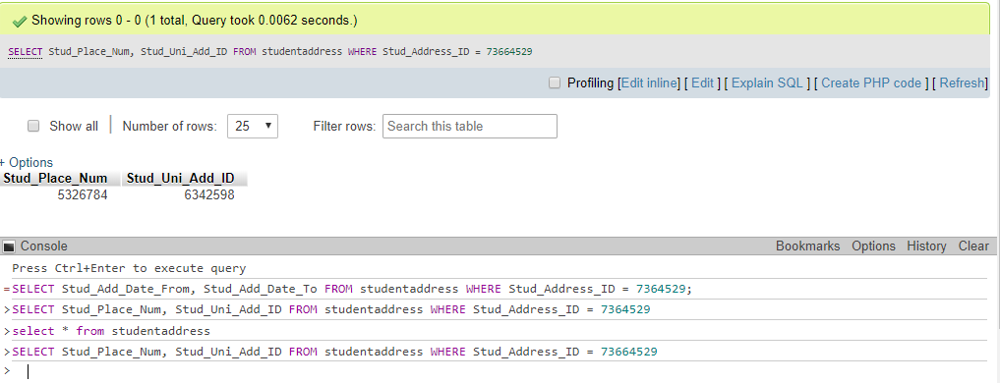 Showing rows 0 - 0 (1 total, Query took 0.0062 seconds.)
SELECT Stud_Place_Num, Stud_Uni_Add_ID FROM studentaddress WHERE Stud_Address_ID = 73664529
Profiling [Edit inline] [ Edit ] [ Explain SQL ] [ Create PHP code ] [ Refresh]
Show all | Number of rows: 25 Filter rows: Search this table
+ Options
Stud_Place_Num Stud_Uni_Add_ID
5326784 6342598
Console Bookmarks Options History Clear
Press Ctrl+Enter to execute query
=SELECT Stud_Add_Date_From, Stud_Add_Date_To FROM studentaddress WHERE Stud_Address_ID = 7364529;
>SELECT Stud_Place_Num, Stud_Uni_Add_ID FROM studentaddress WHERE Stud_Address_ID = 7364529
>select * from studentaddress
>SELECT Stud_Place_Num, Stud_Uni_Add_ID FROM studentaddress WHERE Stud_Address_ID = 73664529
>